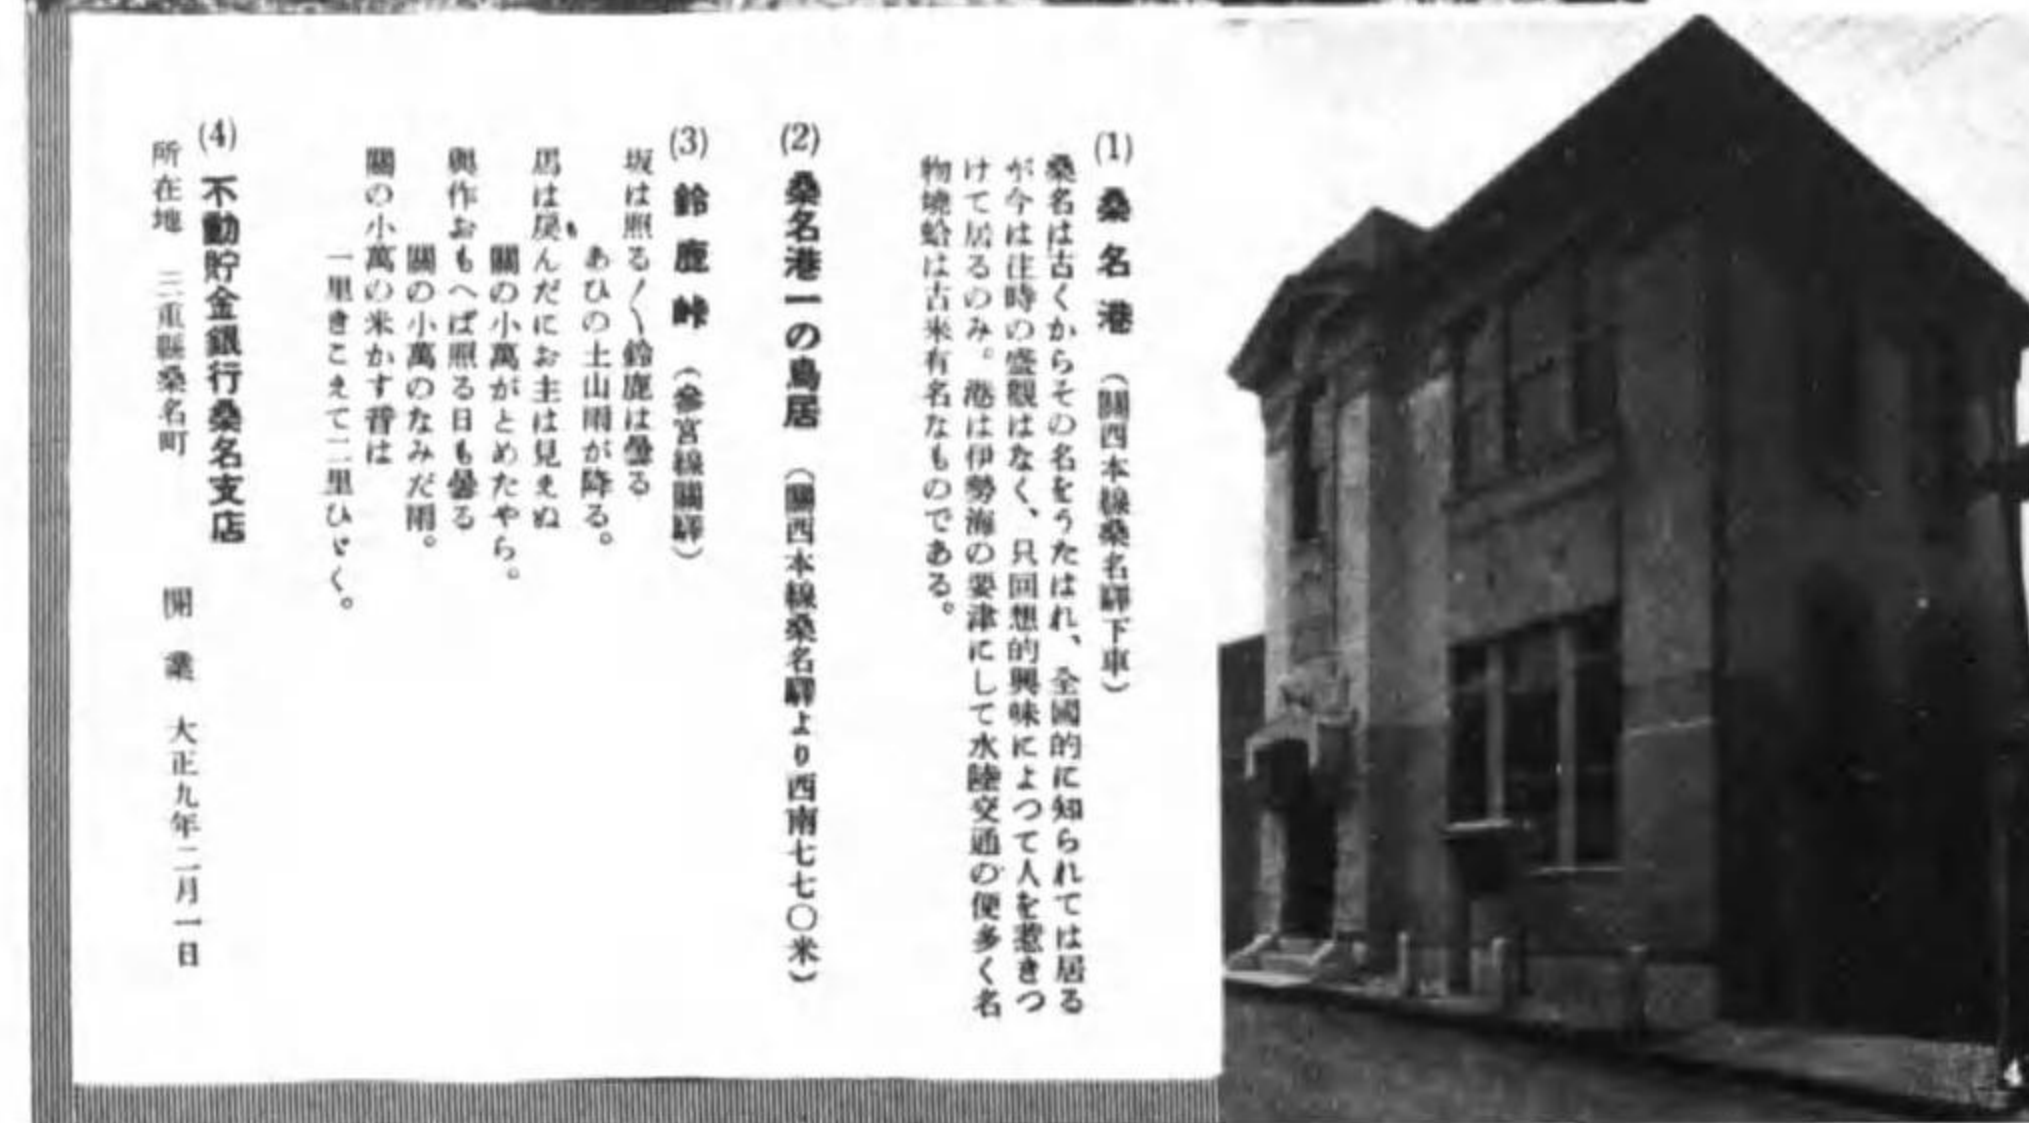 (1) 桑名港 (關西本線桑名驛下車)
桑名は古くからその名をうたはれ、全國的に知られては居る
が今は往時の盛觀はなく、只回想的興味によつて人を惹きつ
けて居るのみ。港は伊勢海の要津にして水陸交通の便多く名
物燒蛤は古來有名なものである。
(2) 桑名港一の鳥居 (關西本線桑名驛より西南七七〇米)
(3) 鈴鹿峠 (參宮線關驛)
坂は照る〱鈴鹿は曇る
あひの土山雨が降る。
馬は戻んだにお主は見えぬ
關の小萬がとめたやら。
與作おもへば照る日も曇る
關の小萬のなみだ雨。
關の小萬の米かす音は
一里きこえて二里ひゞく。
(4) 不動貯金銀行桑名支店
所在地 三重縣桑名町 開業 大正九年二月一日
4